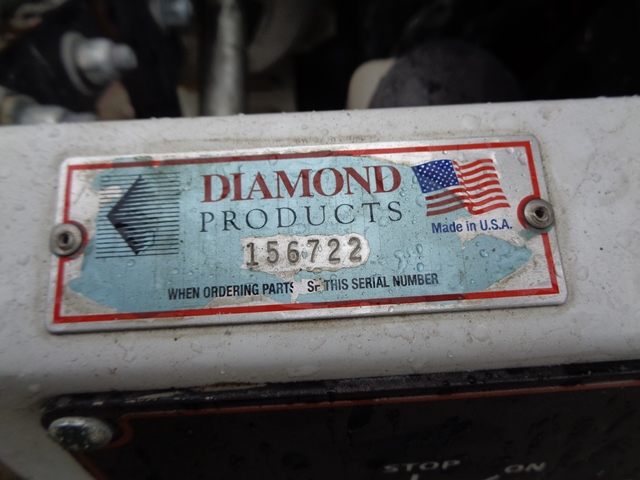 DIAMOND
PRODUCTS
Made in U.S.A.
156722
WHEN ORDERING PARTS THIS SERIAL NUMBER
STOP ON